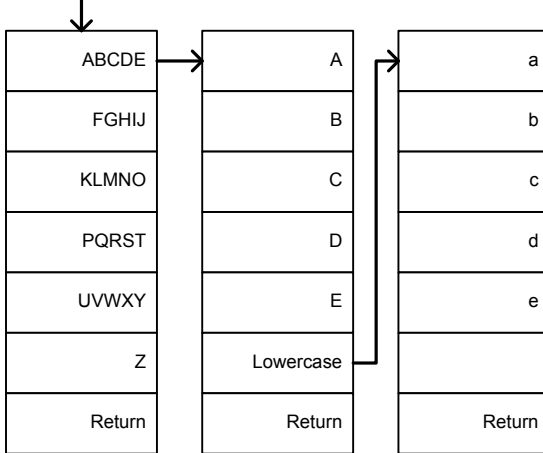 ABCDE
FGHIJ
KLMNO
PQRST
UVWXY
Z
Return
A
B
C
D
E
Lowercase
Return
a
b
c
d
e
Return